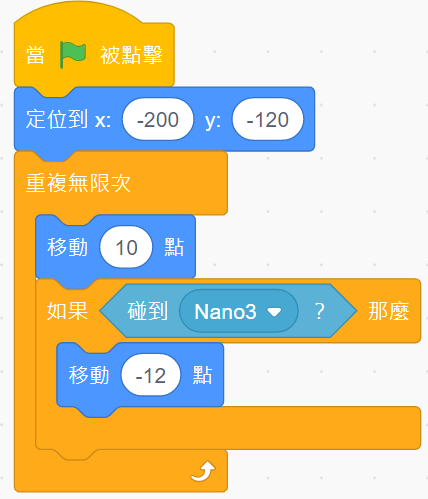 當 被點擊
定位到 x: -200 y: -120
重複無限次
移動 10 點
如果 碰到 Nano3 ? 那麼
移動 -12 點